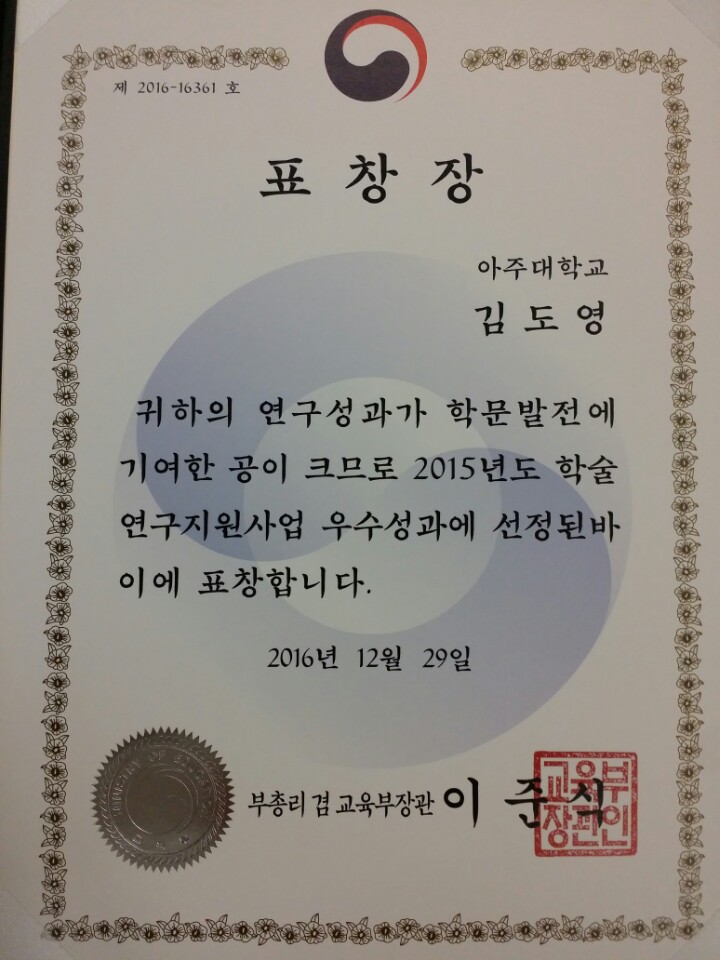 제 2016-16361 호
표 창 장
아주대학교
김 도 영
귀하의 연구성과가 학문발전에
기여한 공이 크므로 2015년도 학술
연구지원사업 우수성과에 선정된바
이에 표창합니다.
2016년 12월 29일
부총리 겸 교육부장관 이 준 식
교육부
장관인